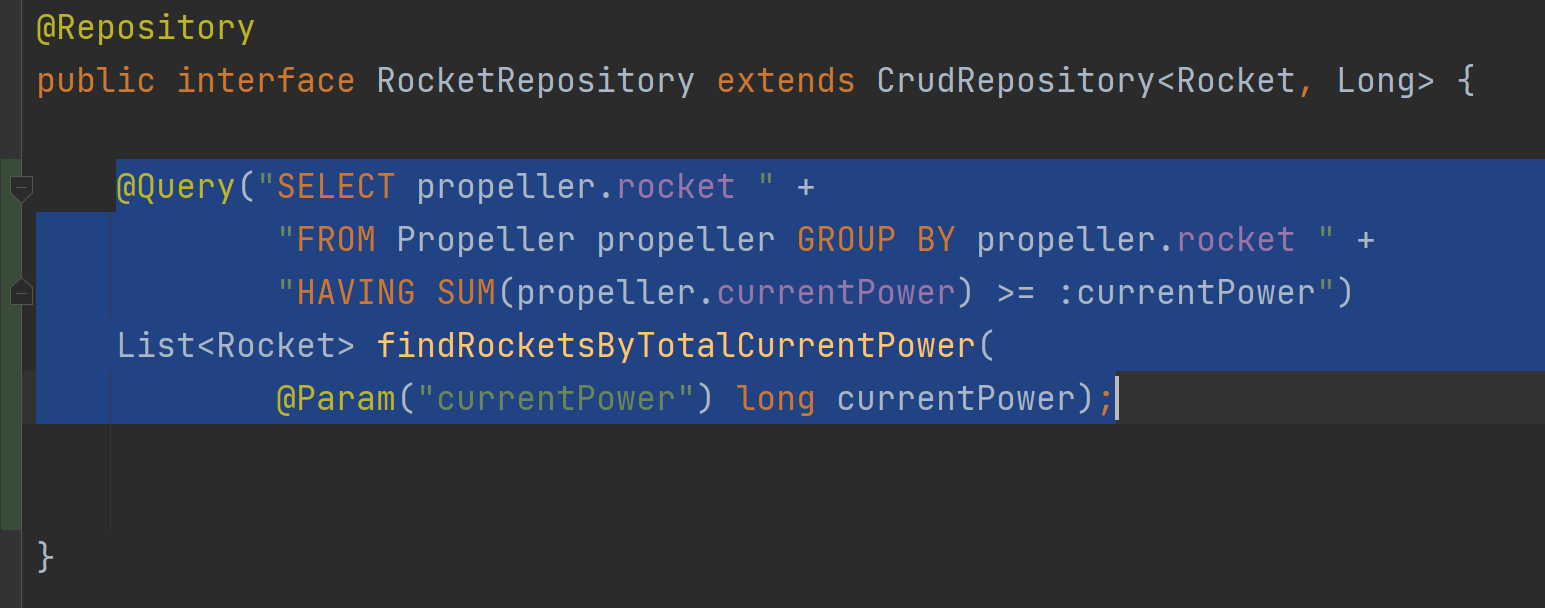 @Repository
public interface RocketRepository extends CrudRepository<Rocket, Long> {
@Query("SELECT propeller.rocket " +
"FROM Propeller propeller GROUP BY propeller.rocket " +
"HAVING SUM(propeller.currentPower) >= :currentPower")
List<Rocket> findRocketsByTotalCurrentPower(
@Param("currentPower") long currentPower);
}